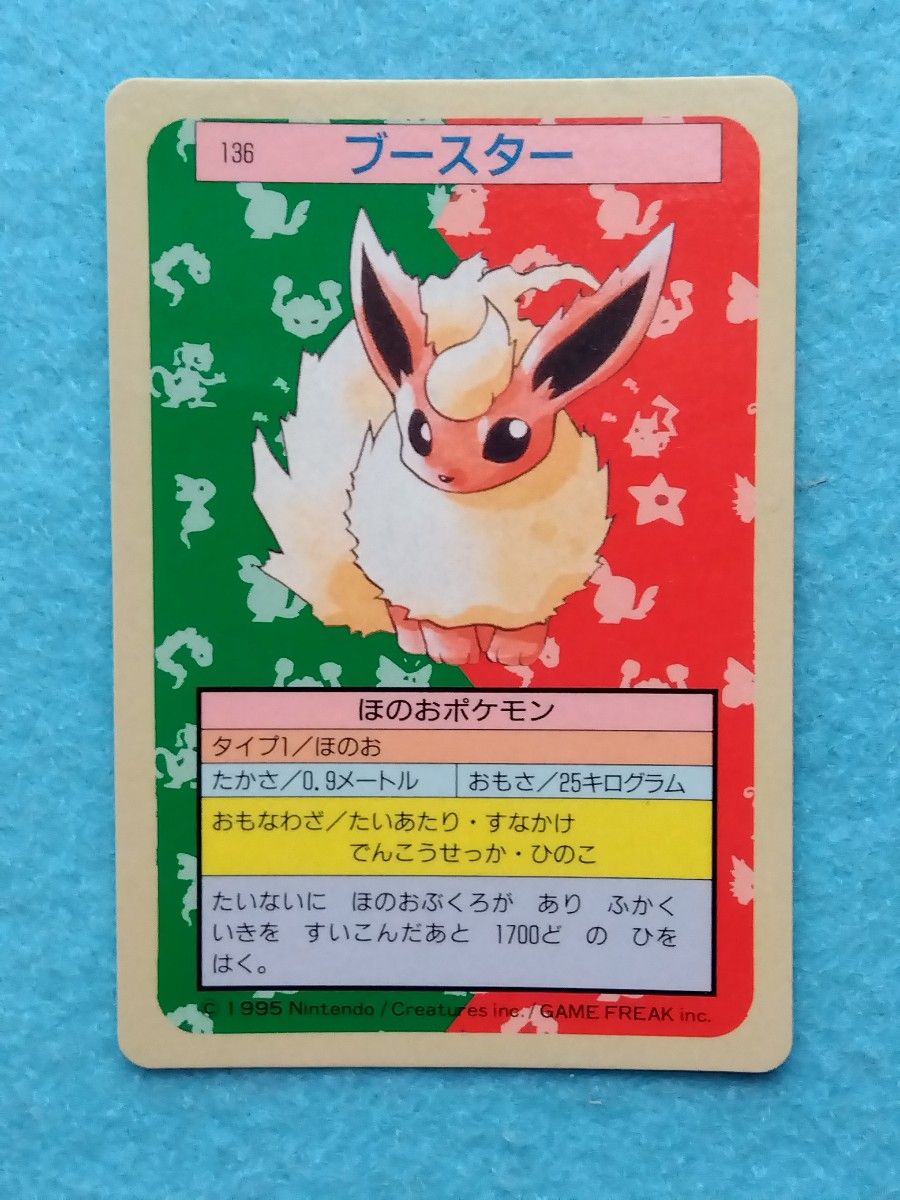 136 ブースター
ほのおポケモン
タイプ1／ほのお
たかさ／0.9メートル おもさ／25キログラム
おもなわざ／たいあたり・すなかけ
でんこうせっか・ひのこ
たいないに ほのおぶくろが あり ふかく
いきを すいこんだあと 1700ど の ひを
はく。
© 1995 Nintendo / Creatures inc. / GAME FREAK inc.